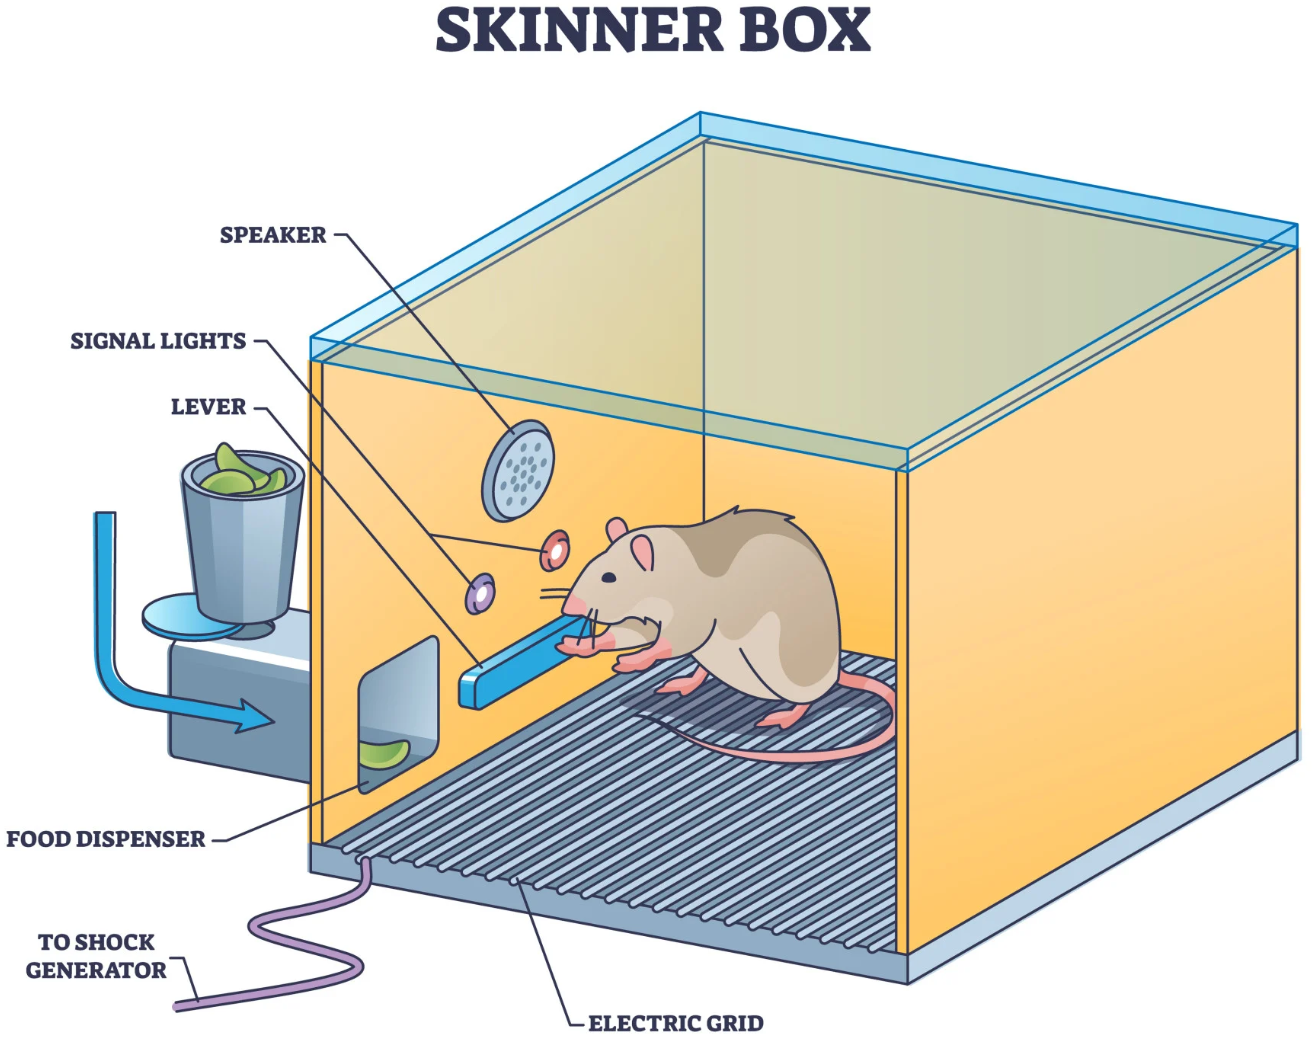 SKINNER BOX
SPEAKER
SIGNAL LIGHTS
LEVER
FOOD DISPENSER
TO SHOCK
GENERATOR
ELECTRIC GRID